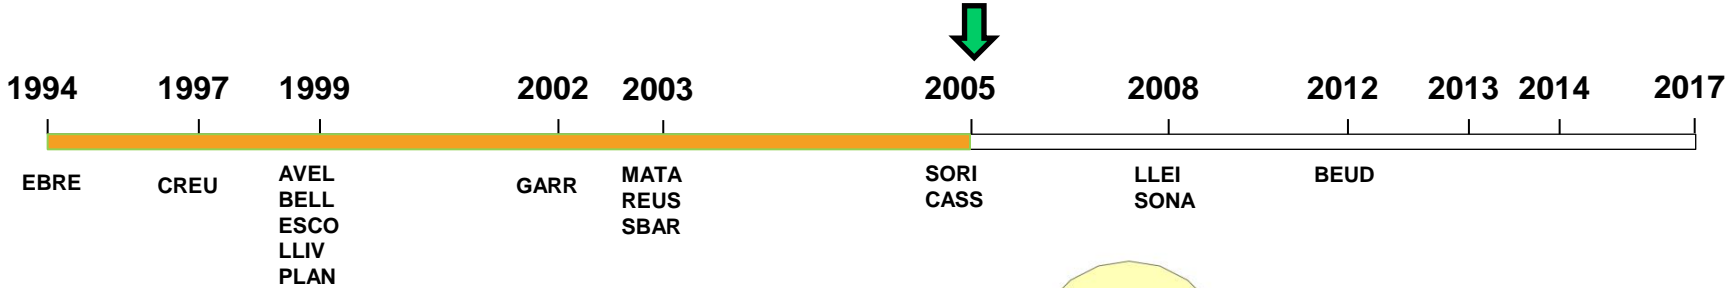 1994 1997 1999 2002 2003 2005 2008 2012 2013 2014 2017
EBRE
CREU
AVEL
BELL
ESCO
LLIV
PLAN
GARR
MATA
REUS
SBAR
SORI
CASS
LLEI
SONA
BEUD